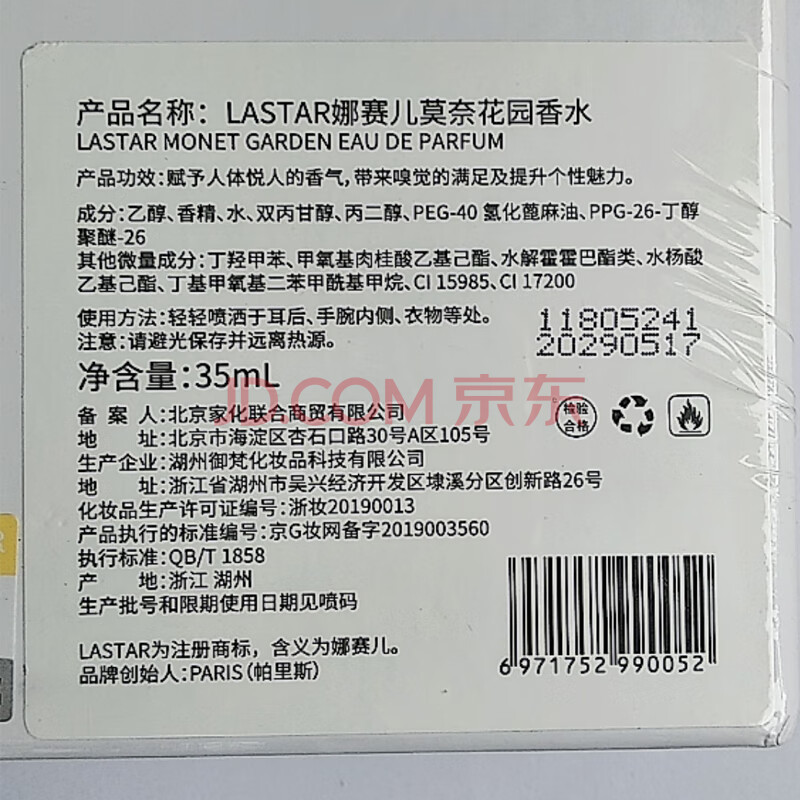 产品名称：LASTAR娜赛儿莫奈花园香水
LASTAR MONET GARDEN EAU DE PARFUM
产品功效:赋予人体悦人的香气,带来嗅觉的满足及提升个性魅力。
成分:乙醇、香精、水、双丙甘醇、丙二醇、PEG-40 氢化蓖麻油、PPG-26-丁醇
聚醚-26
其他微量成分:丁羟甲苯、甲氧基肉桂酸乙基己酯、水解霍霍巴酯类、水杨酸
乙基己酯、丁基甲氧基二苯甲酰基甲烷、CI 15985、CI 17200
使用方法:轻轻喷洒于耳后、手腕内侧、衣物等处。
注意:请避光保存并远离热源。
11805241
20290517
净含量:35mL
JD.COM 京东
备案人:北京家化联合商贸有限公司
地址:北京市海淀区杏石口路30号A区105号
检验
合格
生产企业:湖州御梵化妆品科技有限公司
地址:浙江省湖州市吴兴经济开发区埭溪分区创新路26号
化妆品生产许可证编号:浙妆20190013
产品执行的标准编号:京G妆网备字2019003560
执行标准:QB/T 1858
产地:浙江 湖州
生产批号和限期使用日期见喷码
LASTAR为注册商标，含义为娜赛儿。
品牌创始人:PARIS（帕里斯）
6 971752 990052